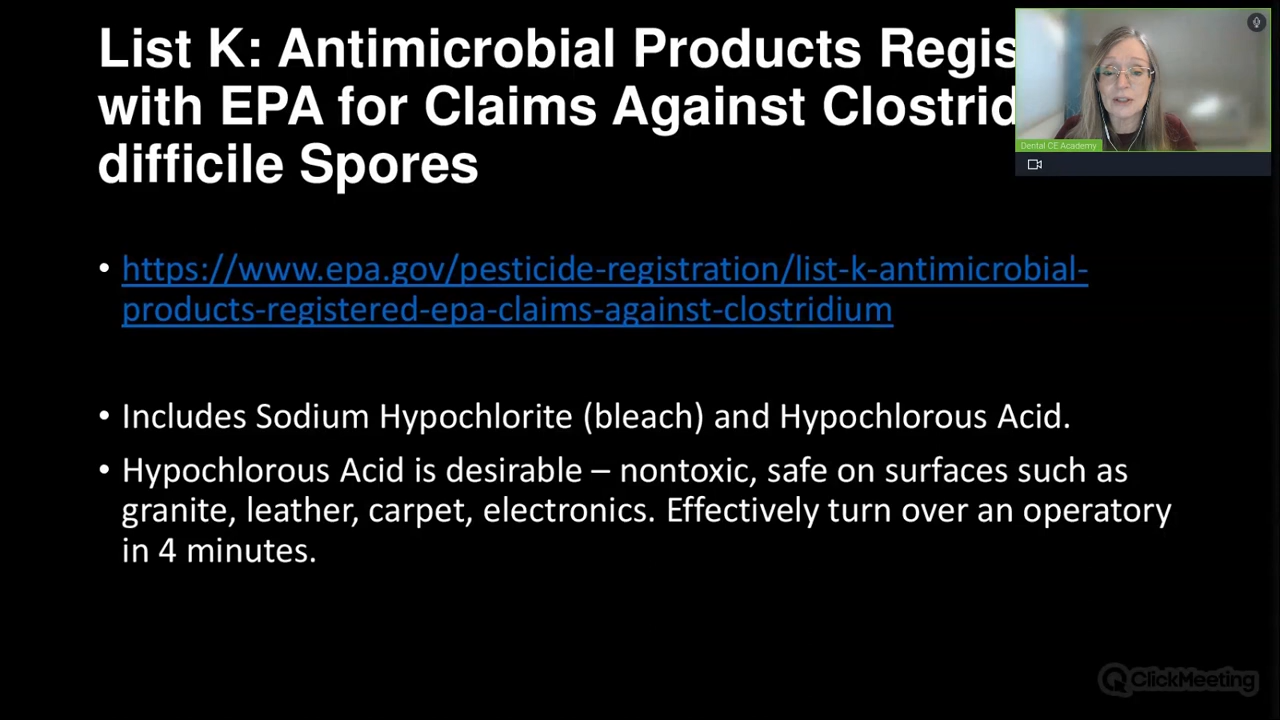 List K: Antimicrobial Products Regis
with EPA for Claims Against Clostrid
difficile Spores
Dental CE Academy
• https://www.epa.gov/pesticide-registration/list-k-antimicrobial-
products-registered-epa-claims-against-clostridium
• Includes Sodium Hypochlorite (bleach) and Hypochlorous Acid.
• Hypochlorous Acid is desirable – nontoxic, safe on surfaces such as
granite, leather, carpet, electronics. Effectively turn over an operatory
in 4 minutes.
ClickMeeting